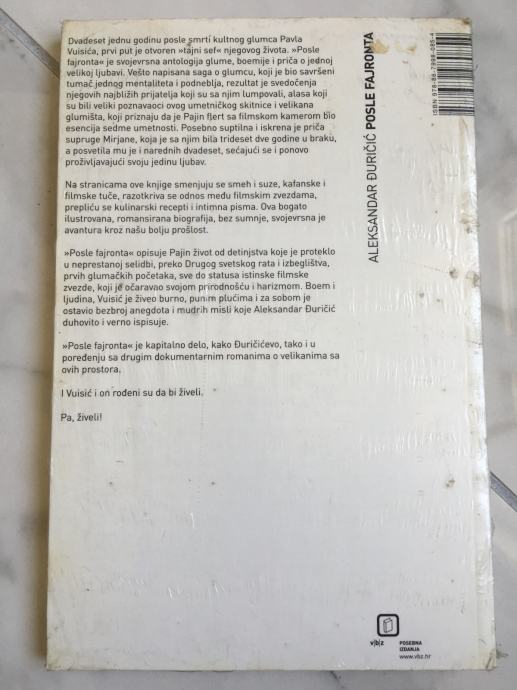 Dvadeset jednu godinu posle smrti kultnog glumca Pavla
Vuisića, prvi put je otvoren »tajni sef« njegovog života. »Posle
fajronta« je svojevrsna antologija glume, boemije i priča o jednoj
velikoj ljubavi. Vešto napisana saga o glumcu, koji je bio savršeni
tumač jednog mentaliteta i podneblja, rezultat je svedočenja
njegovih najbližih prijatelja koji su sa njim lumpovali, alasa koji
su bili veliki poznavaoci ovog umetničkog skitnice i velikana
glumišta, koji priznaju da je Pajin flert sa filmskom kamerom bio
esencija sedme umetnosti. Posebno suptilna i iskrena je priča
supruge Mirjane, koja je sa njim bila trideset dve godine u braku,
a posvetila mu je i narednih dvadeset, sećajući se i ponovo
proživljavajući svoju jedinu ljubav.
Na stranicama ove knjige smenjuju se smeh i suze, kafanske i
filmske tuče, razotkriva se odnos među filmskim zvezdama,
prepliću se kulinarski recepti i intimna pisma. Ova bogato
ilustrovana, romansirana biografija, bez sumnje, svojevrsna je
avantura kroz našu bolju prošlost.
»Posle fajronta« opisuje Pajin život od detinjstva koje je proteklo
u neprestanoj selidbi, preko Drugog svetskog rata i izbeglištva,
prvih glumačkih početaka, sve do statusa istinske filmske
zvezde, koji je očaravao svojom prirodnošću i harizmom. Boem i
ljudina, Vuisić je živeo burno, punim plućima i za sobom je
ostavio bezbroj anegdota i mudrih misli koje Aleksandar Đuričić
duhovito i verno ispisuje.
»Posle fajronta« je kapitalno delo, kako Đuričićevo, tako i u
poređenju sa drugim dokumentarnim romanima o velikanima sa
ovih prostora.
I Vuisić i on rođeni su da bi živeli.
Pa, živeli!
ALEKSANDAR ĐURIČIĆ POSLE FAJRONTA
ISBN 978-86-7998-085-4
v|b|z
POSEBNA
IZDANJA
www.vbz.hr